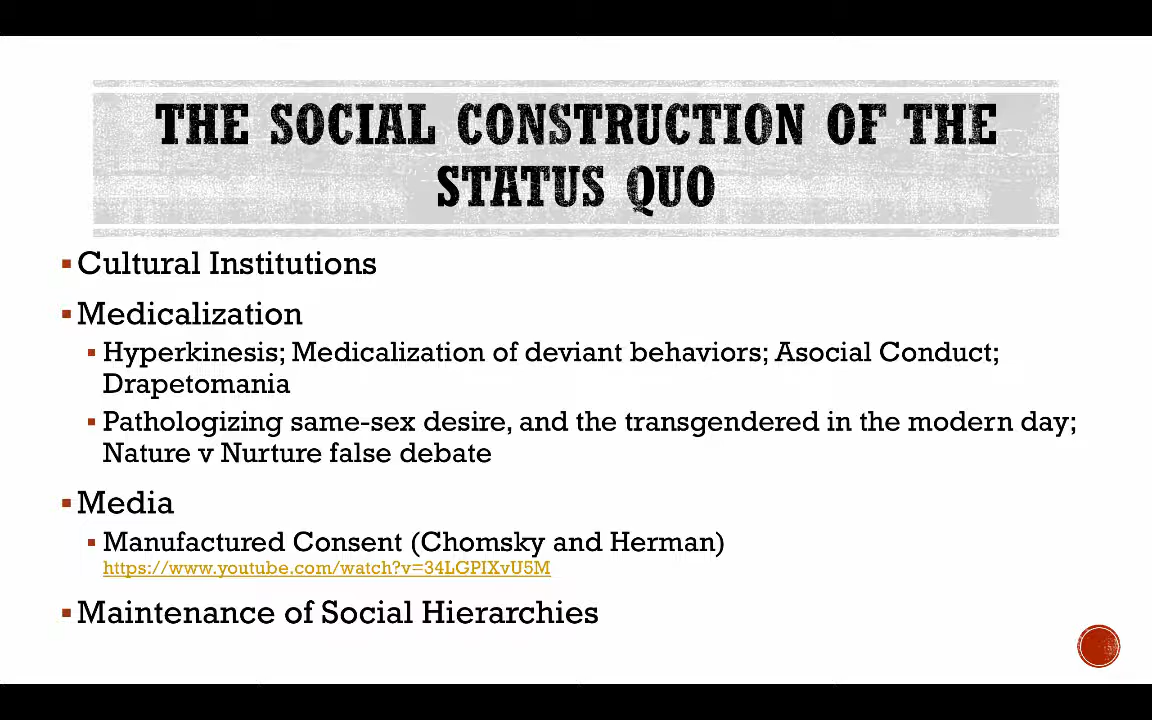 THE SOCIAL CONSTRUCTION OF THE
STATUS QUO
▪Cultural Institutions
▪Medicalization
▪Hyperkinesis; Medicalization of deviant behaviors; Asocial Conduct;
Drapetomania
▪Pathologizing same-sex desire, and the transgendered in the modern day;
Nature v Nurture false debate
▪Media
▪Manufactured Consent (Chomsky and Herman)
https://www.youtube.com/watch?v=34LGPIXvU5M
▪Maintenance of Social Hierarchies